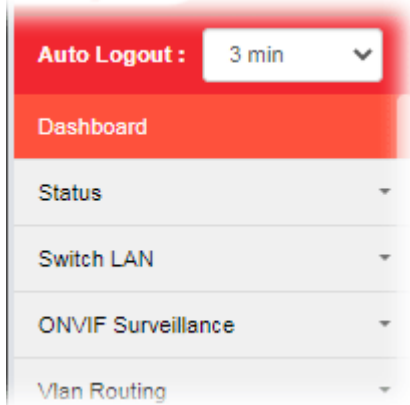 Auto Logout : 3 min
Dashboard
Status
Switch LAN
ONVIF Surveillance
Vlan Routing